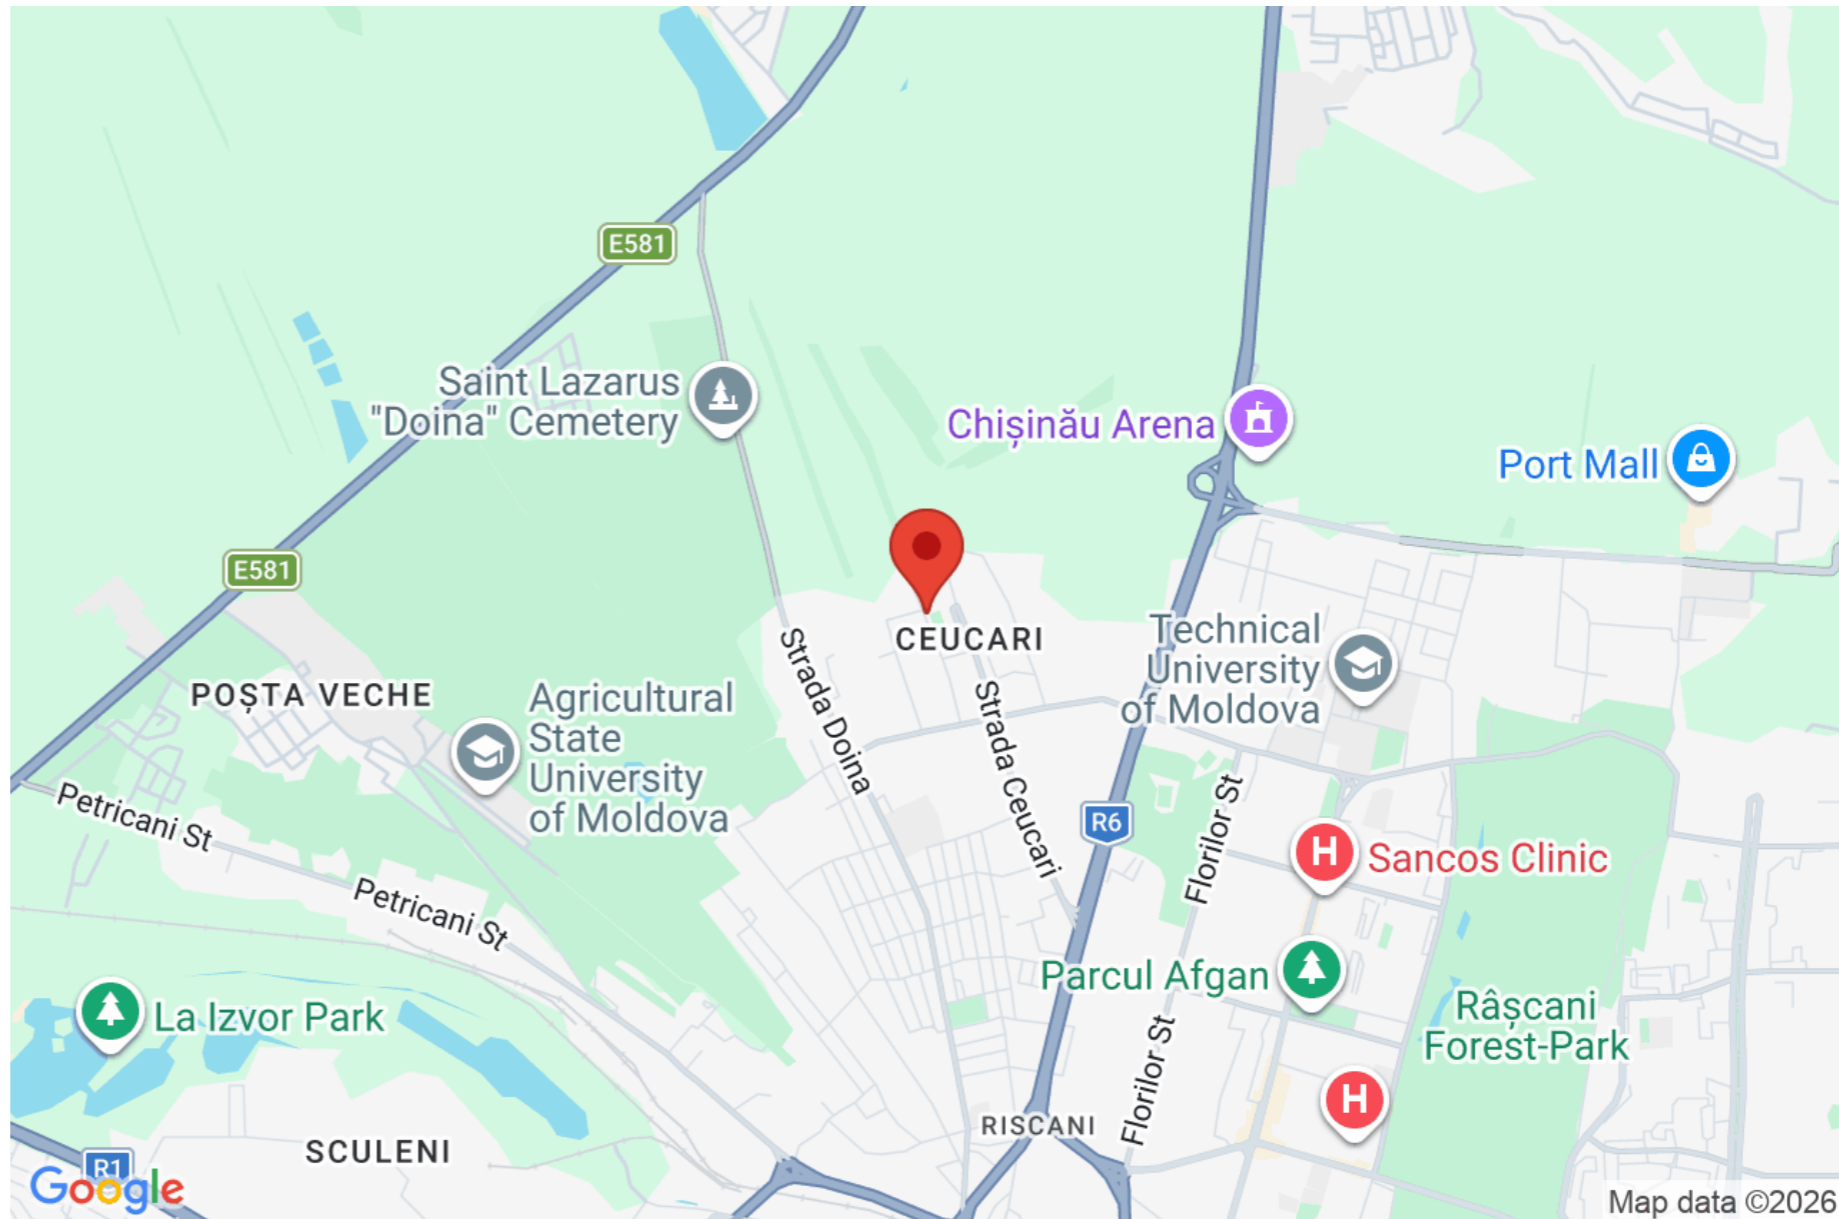 E581
Saint Lazarus
"Doina" Cemetery
Chișinău Arena
Port Mall
E581
CEUCARI
Technical
University
of Moldova
Strada Doina
Strada Ceucari
POȘTA VECHE
Agricultural
State
University
of Moldova
Petricani St
R6
Florilor St
H
Sancos Clinic
Petricani St
Parcul Afgan
La Izvor Park
Râșcani
Forest-Park
Florilor St
H
RISCANI
SCULENI
R1
Google
Map data ©2026